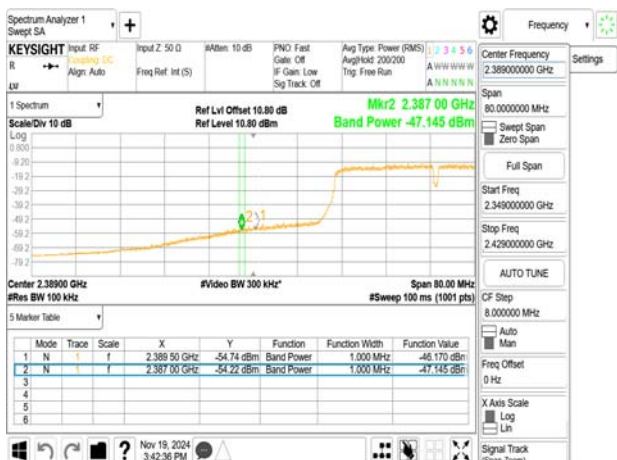 Spectrum Analyzer 1
Swept SA
+
Frequency
KEYSIGHT
Input: RF
Coupling: DC
Align: Auto
Input Z: 50 Ω
Freq Ref: Int (S)
#Atten: 10 dB
PNO: Fast
Gate: Off
IF Gain: Low
Sig Track: Off
Avg Type: Power (RMS)
Avg|Hold: 200/200
Trig: Free Run
1 2 3 4 5 6
A W W W W W
A N N N N N
R
Center Frequency
2.389000000 GHz
Settings
Span
80.0000000 MHz
Swept Span
Zero Span
Full Span
Start Freq
2.349000000 GHz
Stop Freq
2.429000000 GHz
AUTO TUNE
CF Step
8.000000 MHz
Auto
Man
Freq Offset
0 Hz
X Axis Scale
Log
Lin
Signal Track
1 Spectrum
Scale/Div 10 dB
Ref Lvl Offset 10.80 dB
Ref Level 10.80 dBm
Mkr2 2.387 00 GHz
Band Power -47.145 dBm
Log
0.800
-9.20
-19.2
-29.2
-39.2
-49.2
-59.2
-69.2
-79.2
2
1
Center 2.38900 GHz
#Res BW 100 kHz
#Video BW 300 kHz*
Span 80.00 MHz
#Sweep 100 ms (1001 pts)
5 Marker Table
Mode Trace Scale X Y Function Function Width Function Value
1 N 1 f 2.389 50 GHz -54.74 dBm Band Power 1.000 MHz -46.170 dBm
2 N 1 f 2.387 00 GHz -54.22 dBm Band Power 1.000 MHz -47.145 dBm
3
4
5
6
?
Nov 19, 2024
3:42:36 PM